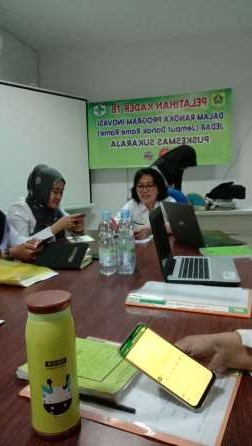 PELATIHAN KADER TB
DALAM RANGKA PROGRAM INOVASI
JEDAR (Jemput Dahak Rame Rame)
PUSKESMAS SUKARAJA